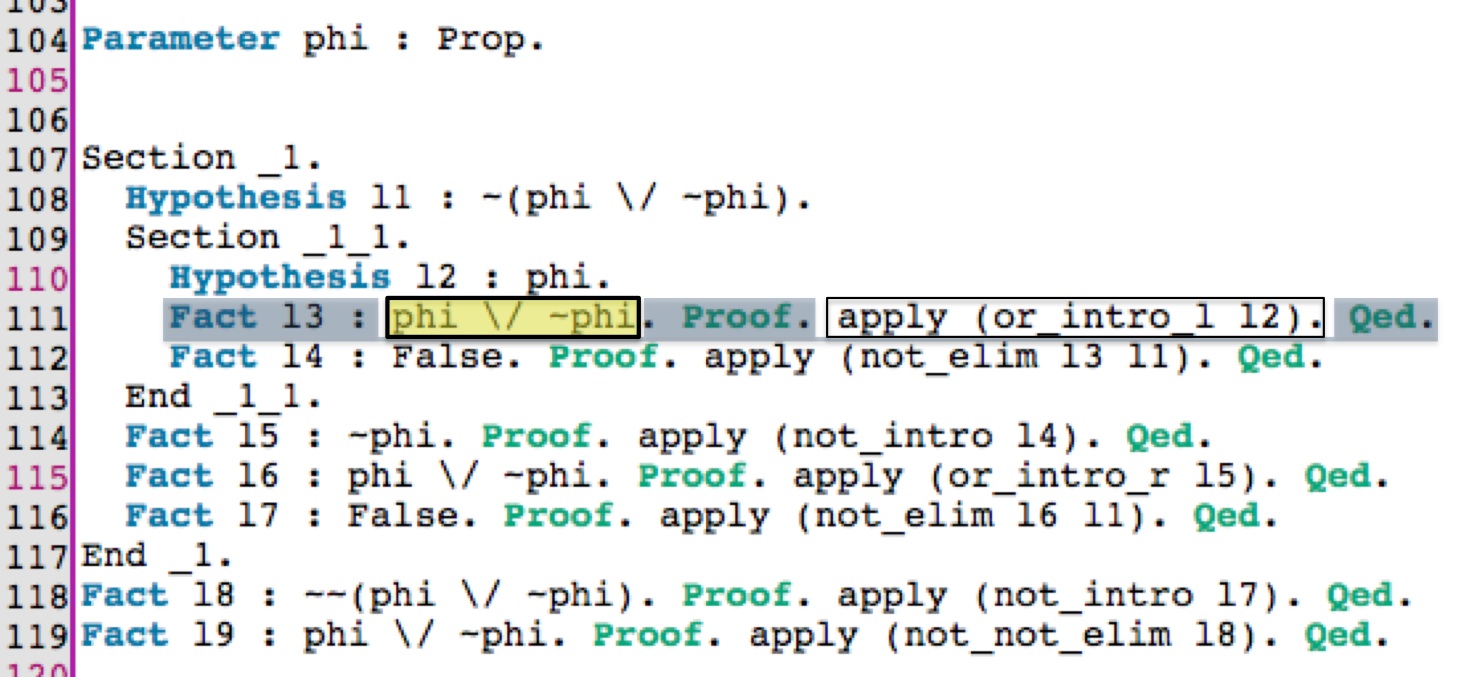 103
104 Parameter phi : Prop.
105
106
107 Section _1.
108 Hypothesis l1 : ~(phi \/ ~phi).
109 Section _1_1.
110 Hypothesis l2 : phi.
111 Fact l3 : phi \/ ~phi. Proof. apply (or_intro_l l2). Qed.
112 Fact l4 : False. Proof. apply (not_elim l3 l1). Qed.
113 End _1_1.
114 Fact l5 : ~phi. Proof. apply (not_intro l4). Qed.
115 Fact l6 : phi \/ ~phi. Proof. apply (or_intro_r l5). Qed.
116 Fact l7 : False. Proof. apply (not_elim l6 l1). Qed.
117 End _1.
118 Fact l8 : ~~(phi \/ ~phi). Proof. apply (not_intro l7). Qed.
119 Fact l9 : phi \/ ~phi. Proof. apply (not_not_elim l8). Qed.
120